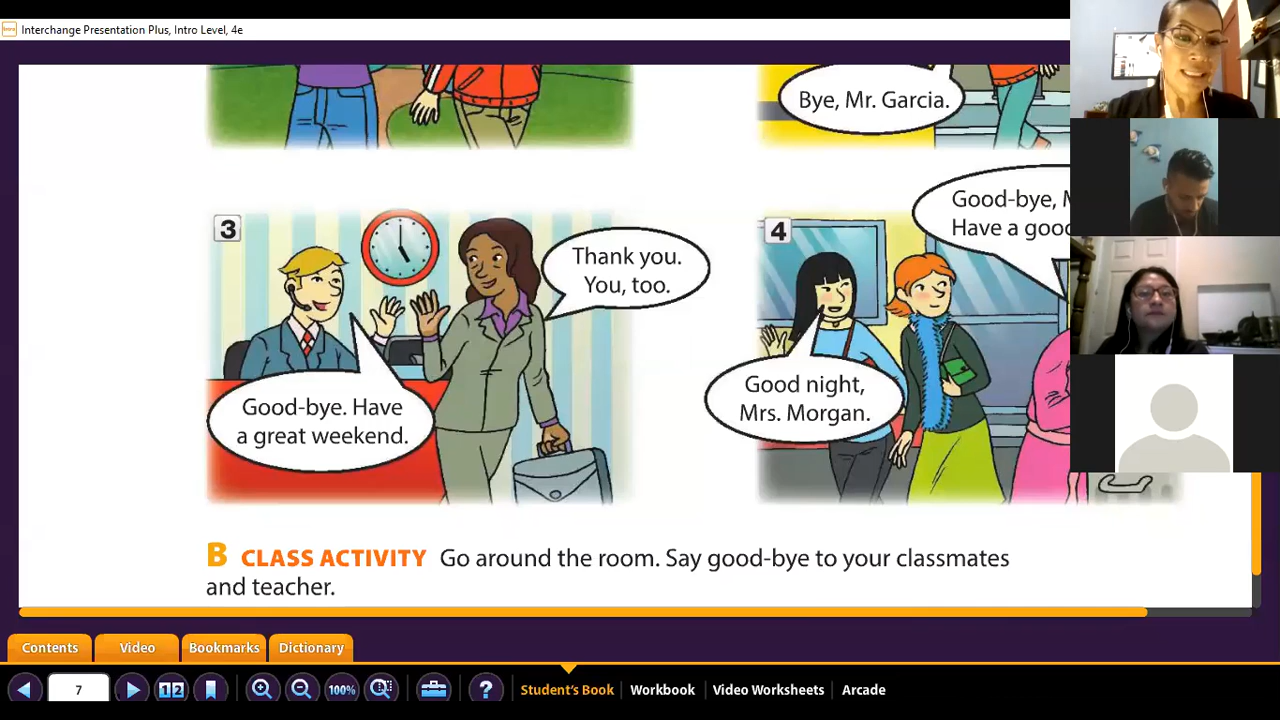 Interchange Presentation Plus, Intro Level, 4e
Bye, Mr. Garcia.
3
Thank you.
You, too.
Good-bye. Have
a great weekend.
4
Good-bye,
Have a
Good night,
Mrs. Morgan.
B CLASS ACTIVITY Go around the room. Say good-bye to your classmates
and teacher.
Contents
Video
Bookmarks
Dictionary
7
12
100%
?
Student's Book
Workbook
Video Worksheets
Arcade